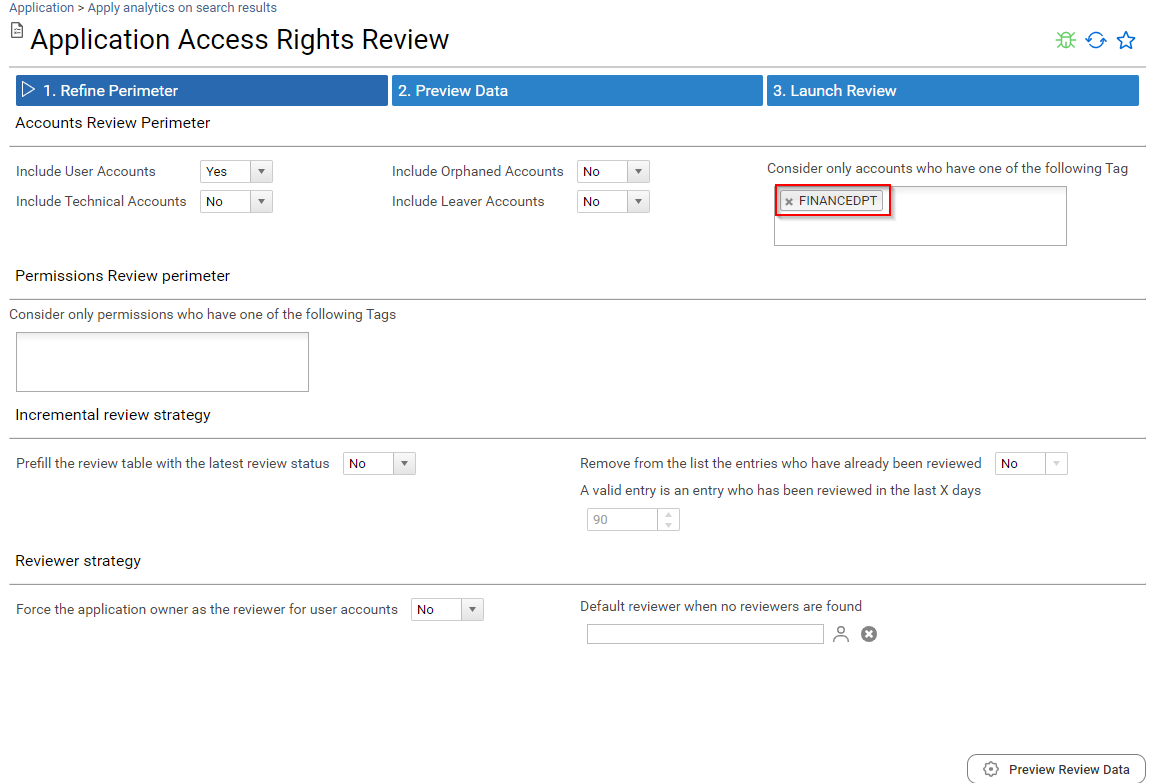 Application > Apply analytics on search results
Application Access Rights Review
1. Refine Perimeter
2. Preview Data
3. Launch Review
Accounts Review Perimeter
Include User Accounts Yes
Include Orphaned Accounts No
Consider only accounts who have one of the following Tag
Include Technical Accounts No
Include Leaver Accounts No
FINANCEDPT
Permissions Review perimeter
Consider only permissions who have one of the following Tags
Incremental review strategy
Prefill the review table with the latest review status No
Remove from the list the entries who have already been reviewed No
A valid entry is an entry who has been reviewed in the last X days
90
Reviewer strategy
Force the application owner as the reviewer for user accounts No
Default reviewer when no reviewers are found
Preview Review Data